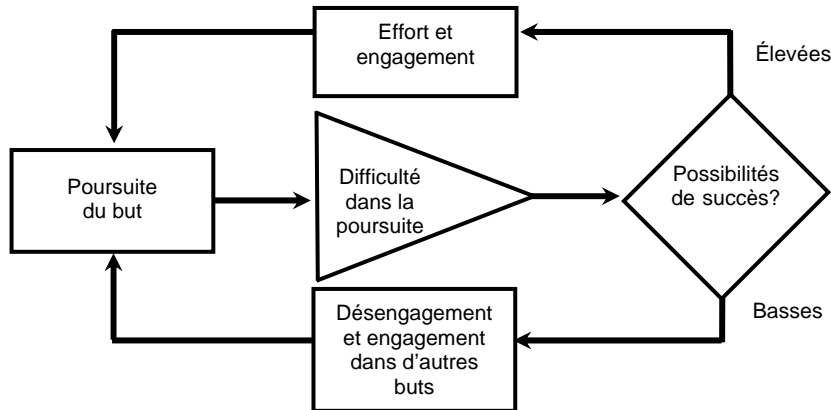 Effort et
engagement
Élevées
Poursuite
du but
Difficulté
dans la
poursuite
Possibilités
de succès?
Désengagement
et engagement
dans d'autres
buts
Basses